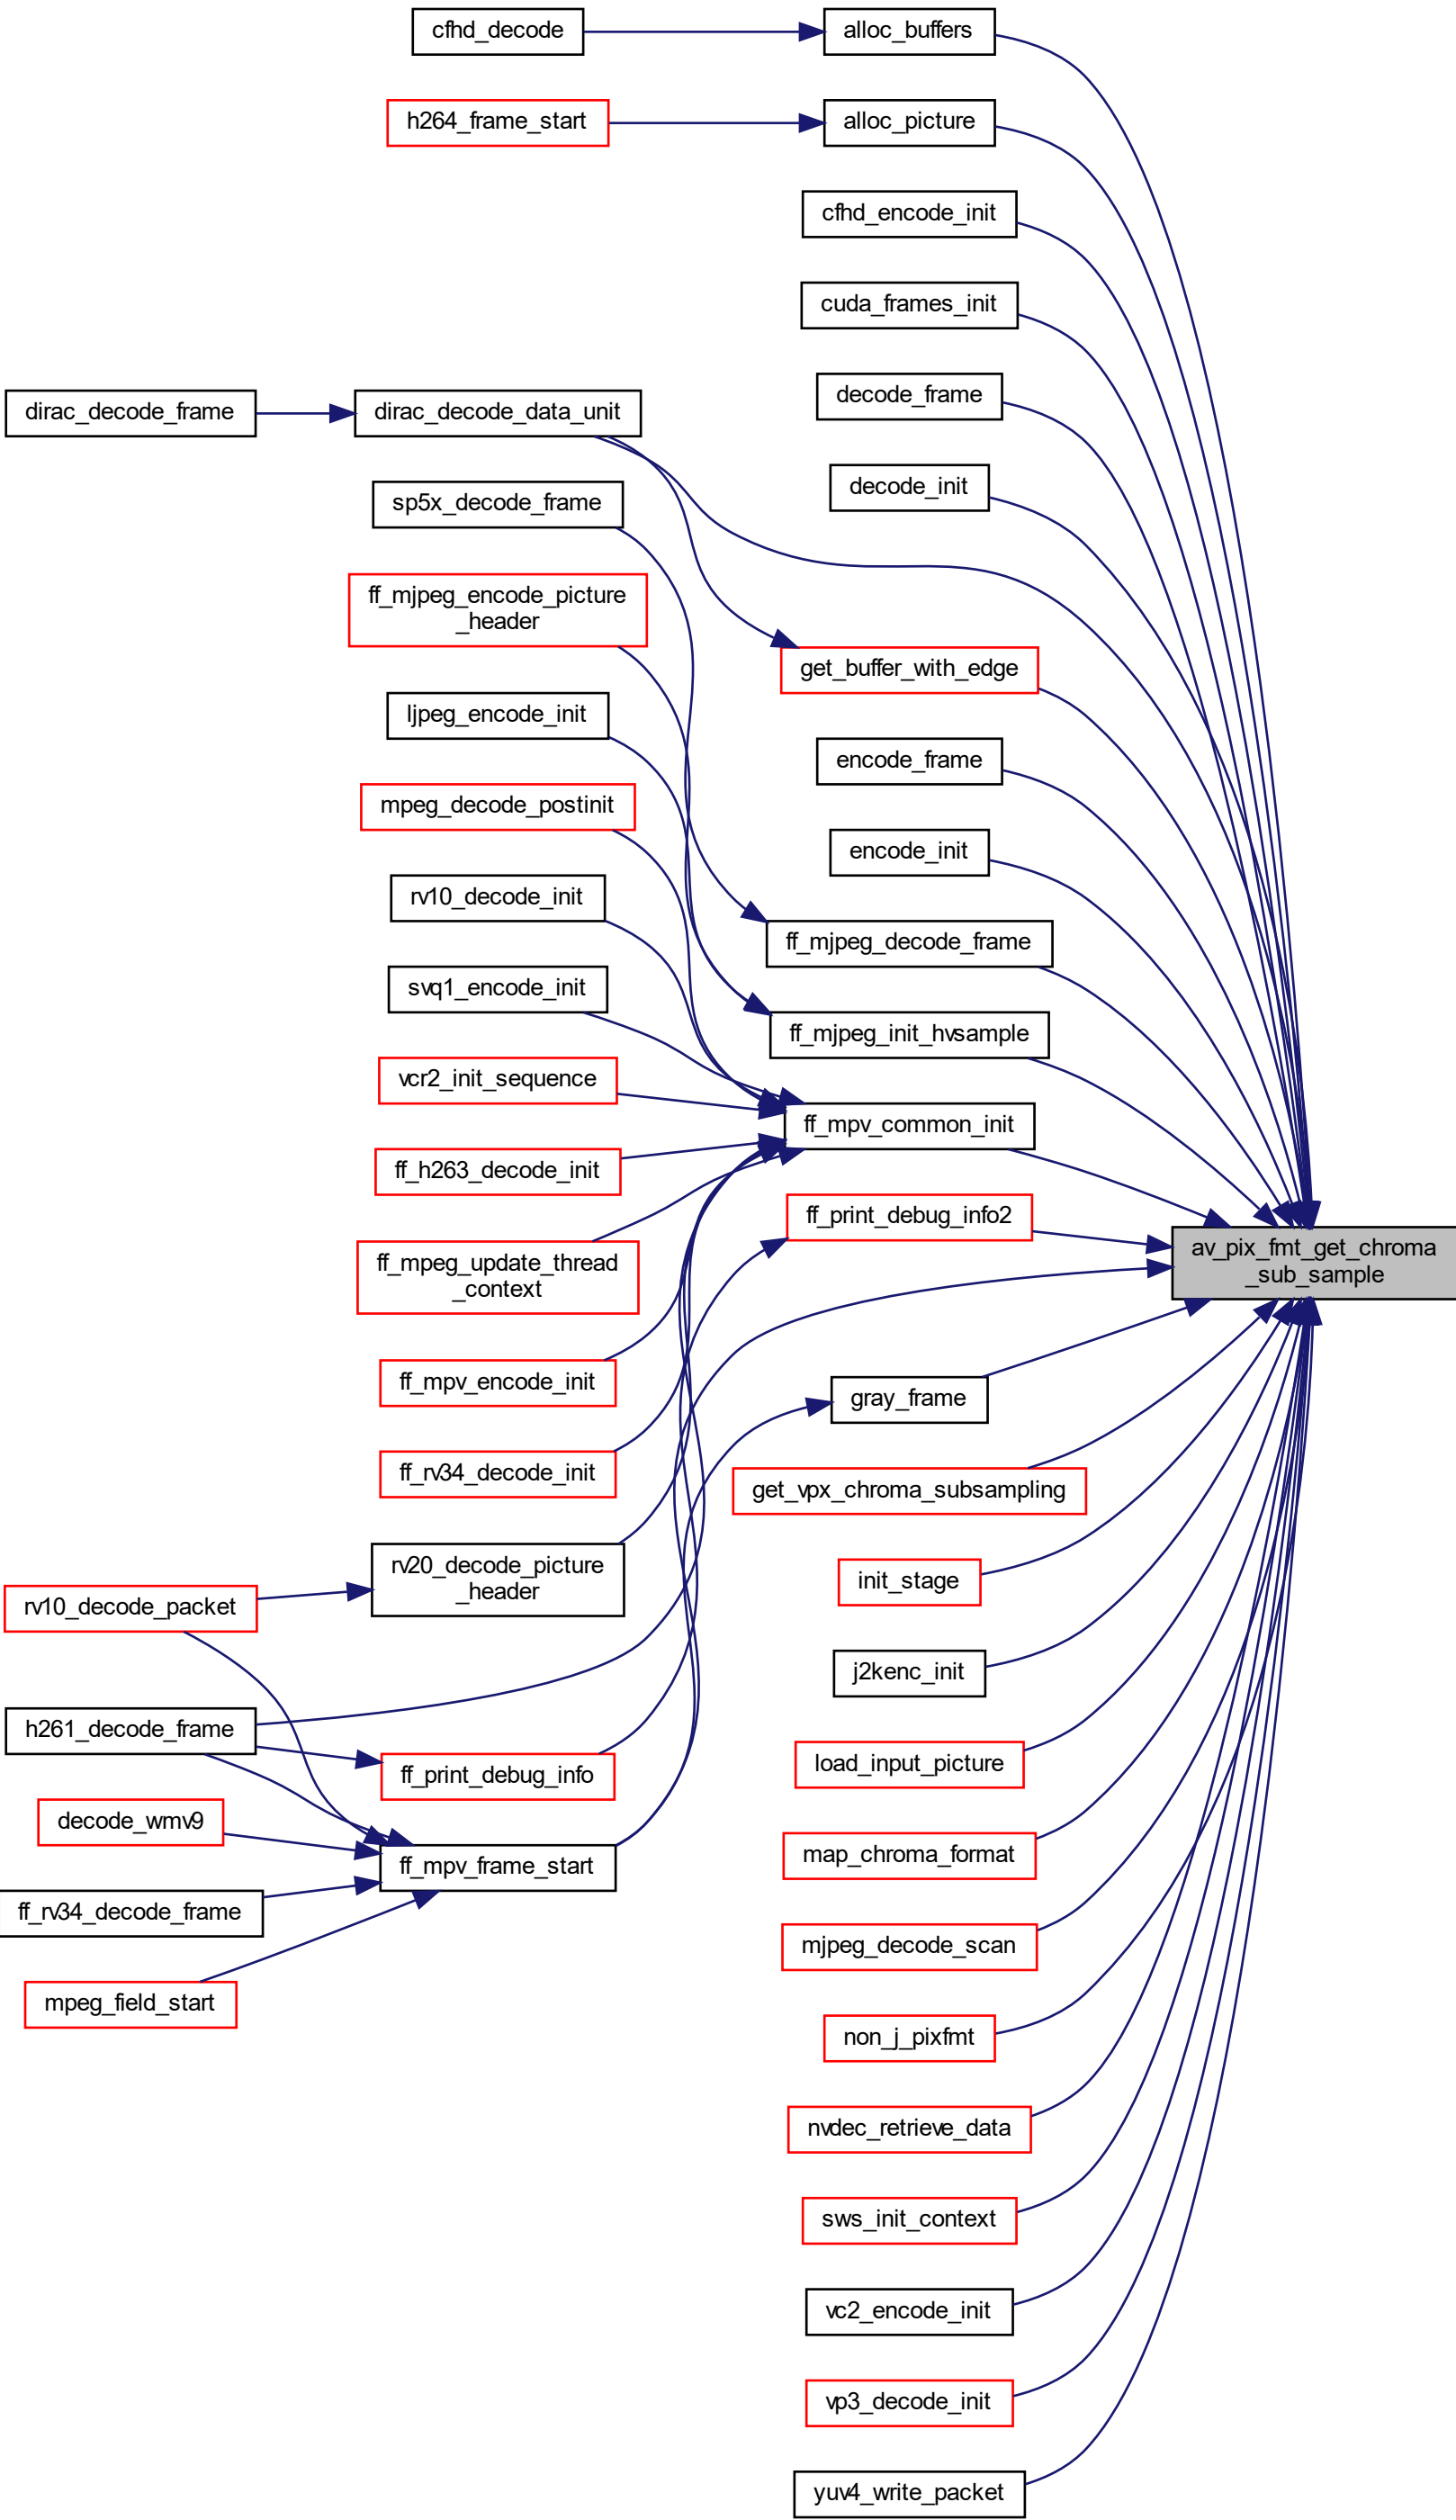 cfhd_decode
alloc_buffers
h264_frame_start
alloc_picture
cfhd_encode_init
cuda_frames_init
decode_frame
dirac_decode_frame
dirac_decode_data_unit
decode_init
sp5x_decode_frame
ff_mjpeg_encode_picture
_header
get_buffer_with_edge
ljpeg_encode_init
encode_frame
mpeg_decode_postinit
encode_init
rv10_decode_init
ff_mjpeg_decode_frame
svq1_encode_init
ff_mjpeg_init_hvsample
vcr2_init_sequence
ff_mpv_common_init
ff_h263_decode_init
ff_print_debug_info2
ff_mpeg_update_thread
_context
av_pix_fmt_get_chroma
_sub_sample
ff_mpv_encode_init
gray_frame
ff_rv34_decode_init
get_vpx_chroma_subsampling
rv20_decode_picture
_header
init_stage
rv10_decode_packet
j2kenc_init
h261_decode_frame
ff_print_debug_info
load_input_picture
decode_wmv9
ff_mpv_frame_start
map_chroma_format
ff_rv34_decode_frame
mjpeg_decode_scan
mpeg_field_start
non_j_pixfmt
nvdec_retrieve_data
sws_init_context
vc2_encode_init
vp3_decode_init
yuv4_write_packet